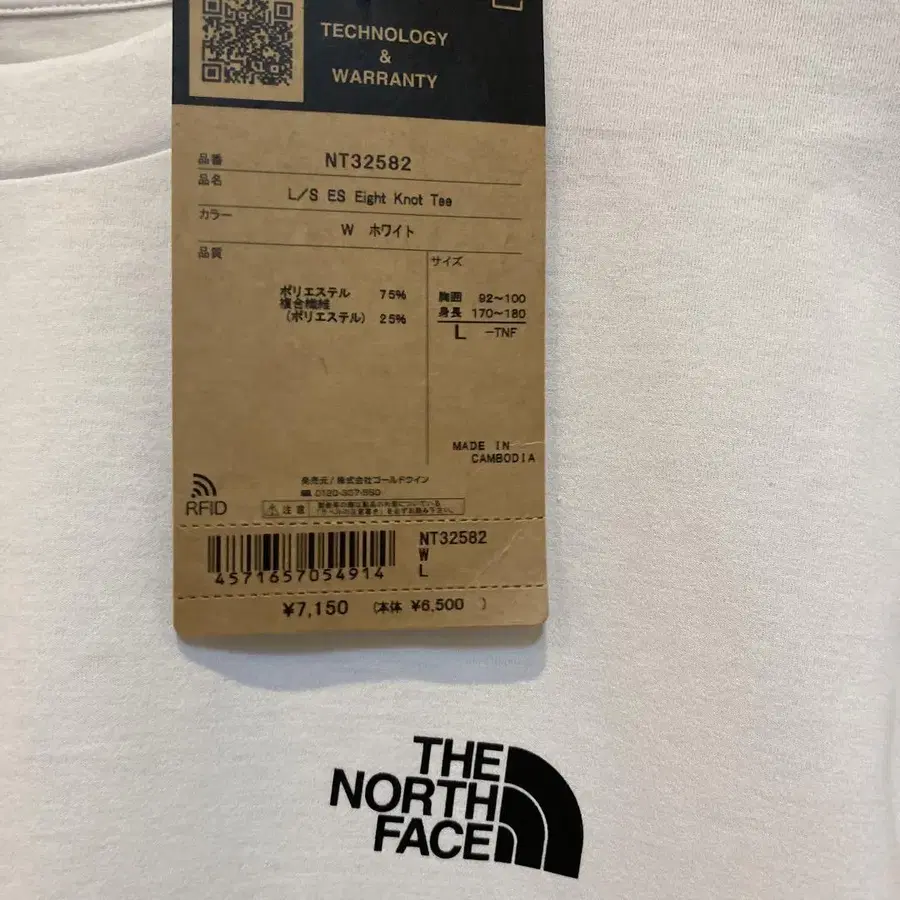 TECHNOLOGY
&
WARRANTY
品番 NT32582
品名 L/S ES Eight Knot Tee
カラー W ホワイト
品質
ポリエステル 75%
複合繊維
(ポリエステル) 25%
サイズ
胸囲 92~100
身長 170~180
L -TNF
MADE IN
CAMBODIA
発売元/株式会社ゴールドウイン
0120-307-560
RFID
注意
NT32582
W
L
4571657054914
¥7,150 (本体 ¥6,500 )
THE
NORTH
FACE